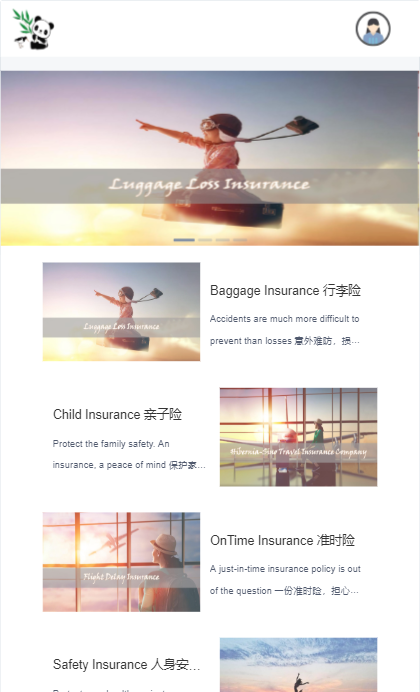 Luggage Loss Insurance
Luggage Loss Insurance
Baggage Insurance 行李险
Accidents are much more difficult to
prevent than losses 意外难防，损...
Child Insurance 亲子险
Protect the family safety. An
insurance, a peace of mind 保护家...
Hibernia-Sino Travel Insurance Company
Flight Delay Insurance
OnTime Insurance 准时险
A just-in-time insurance policy is out
of the question 一份准时险，担心...
Safety Insurance 人身安...